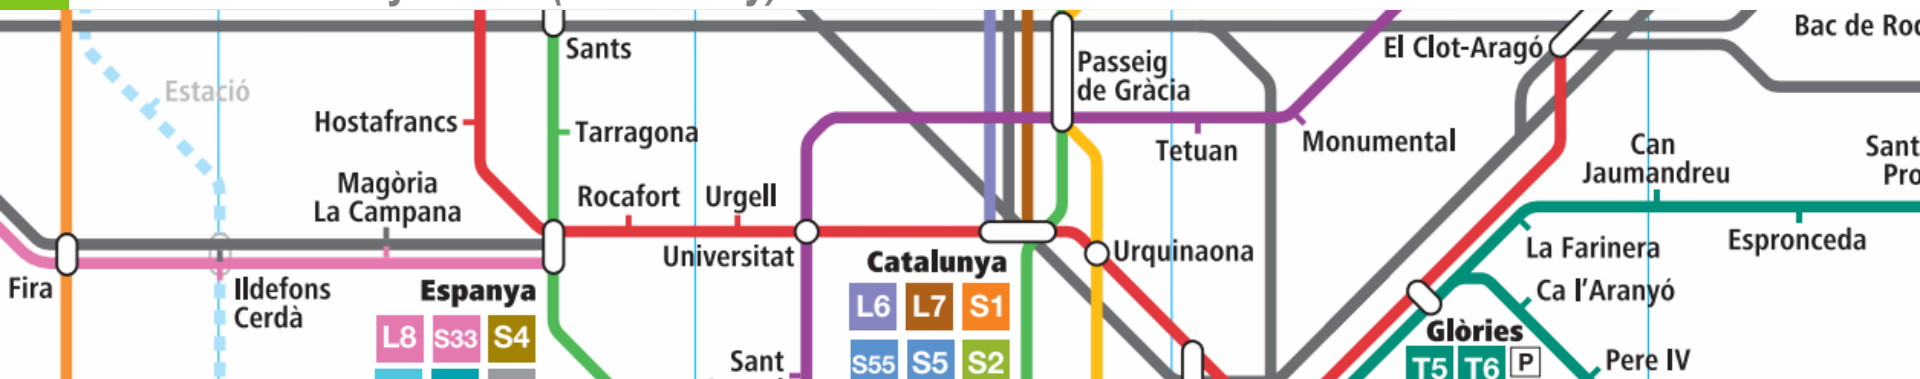 Sants
Bac de Roc
El Clot-Aragó
Passeig
de Gràcia
Estació
Hostafrancs
Tarragona
Tetuan
Monumental
Can
Jaumandreu
Sant
Pro
Magòria
La Campana
Rocafort
Urgell
Universitat
Catalunya
Urquinaona
La Farinera
Espronceda
Fira
Ildefons
Cerdà
Espanya
L6 L7 S1
Ca l'Aranyó
Glòries
L8 S33 S4
S55 S5 S2
Sant
T5 T6 P
Pere IV